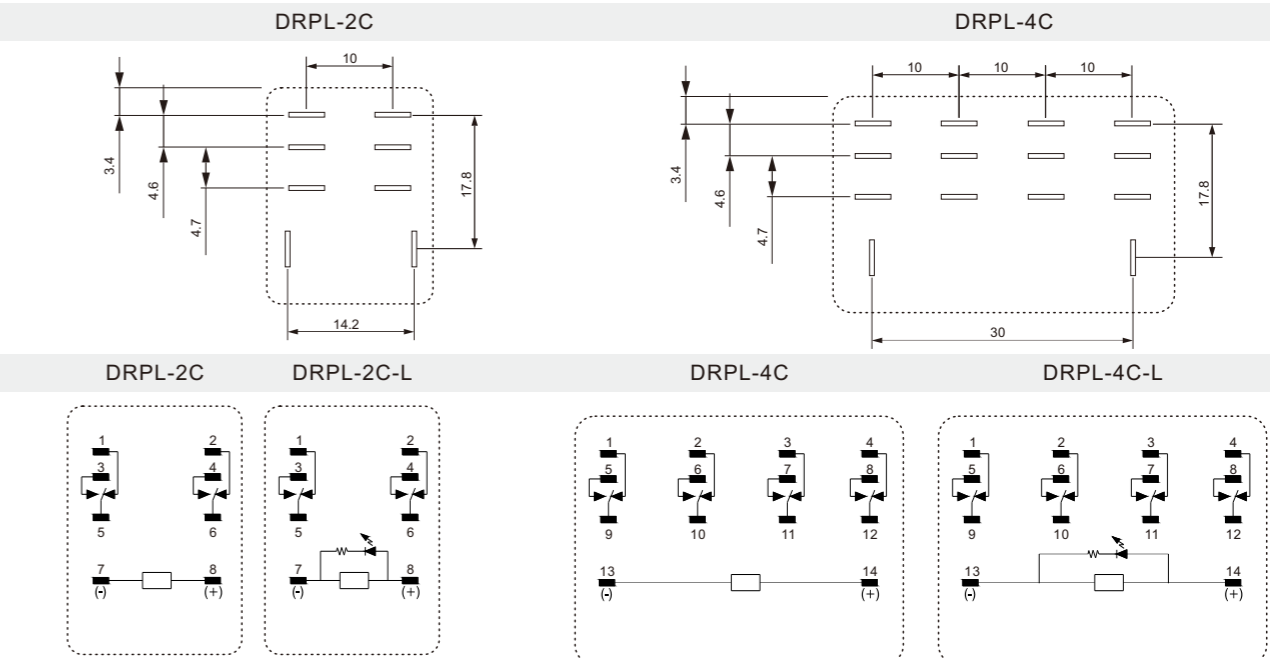 DRPL-2C DRPL-4C
10 10 10 10
3.4 4.6 4.7 17.8 3.4 4.6 4.7 17.8
14.2 30
DRPL-2C DRPL-2C-L DRPL-4C DRPL-4C-L
1 2 1 2 1 2 3 4 1 2 3 4
3 4 3 4 5 6 7 8 5 6 7 8
5 6 5 6 9 10 11 12 9 10 11 12
7 8 7 8 13 14 13 14
(-) (+) (-) (+) (-) (+) (-) (+)